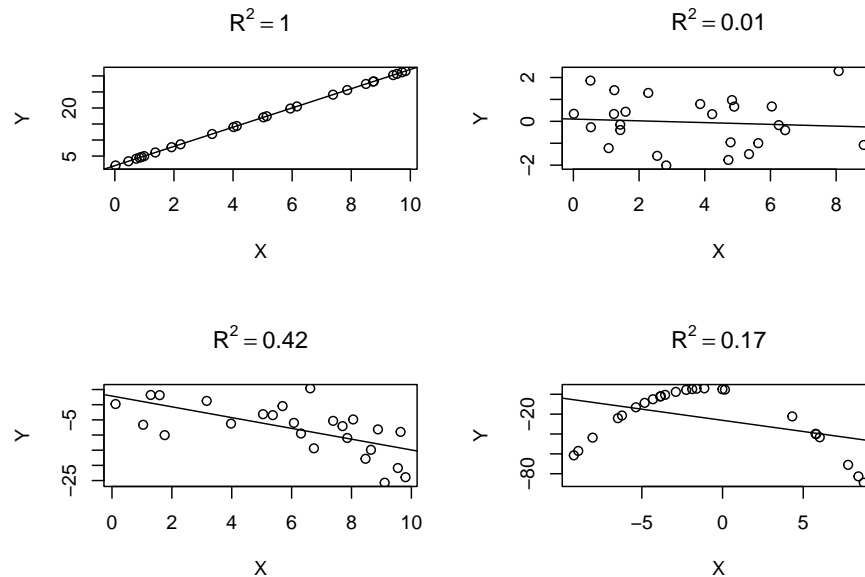 R² = 1
Y
20
5
0 2 4 6 8 10
X
R² = 0.01
Y
2
0
−2
0 2 4 6 8
X
R² = 0.42
Y
−5
−25
0 2 4 6 8 10
X
R² = 0.17
Y
−20
−80
−5 0 5
X